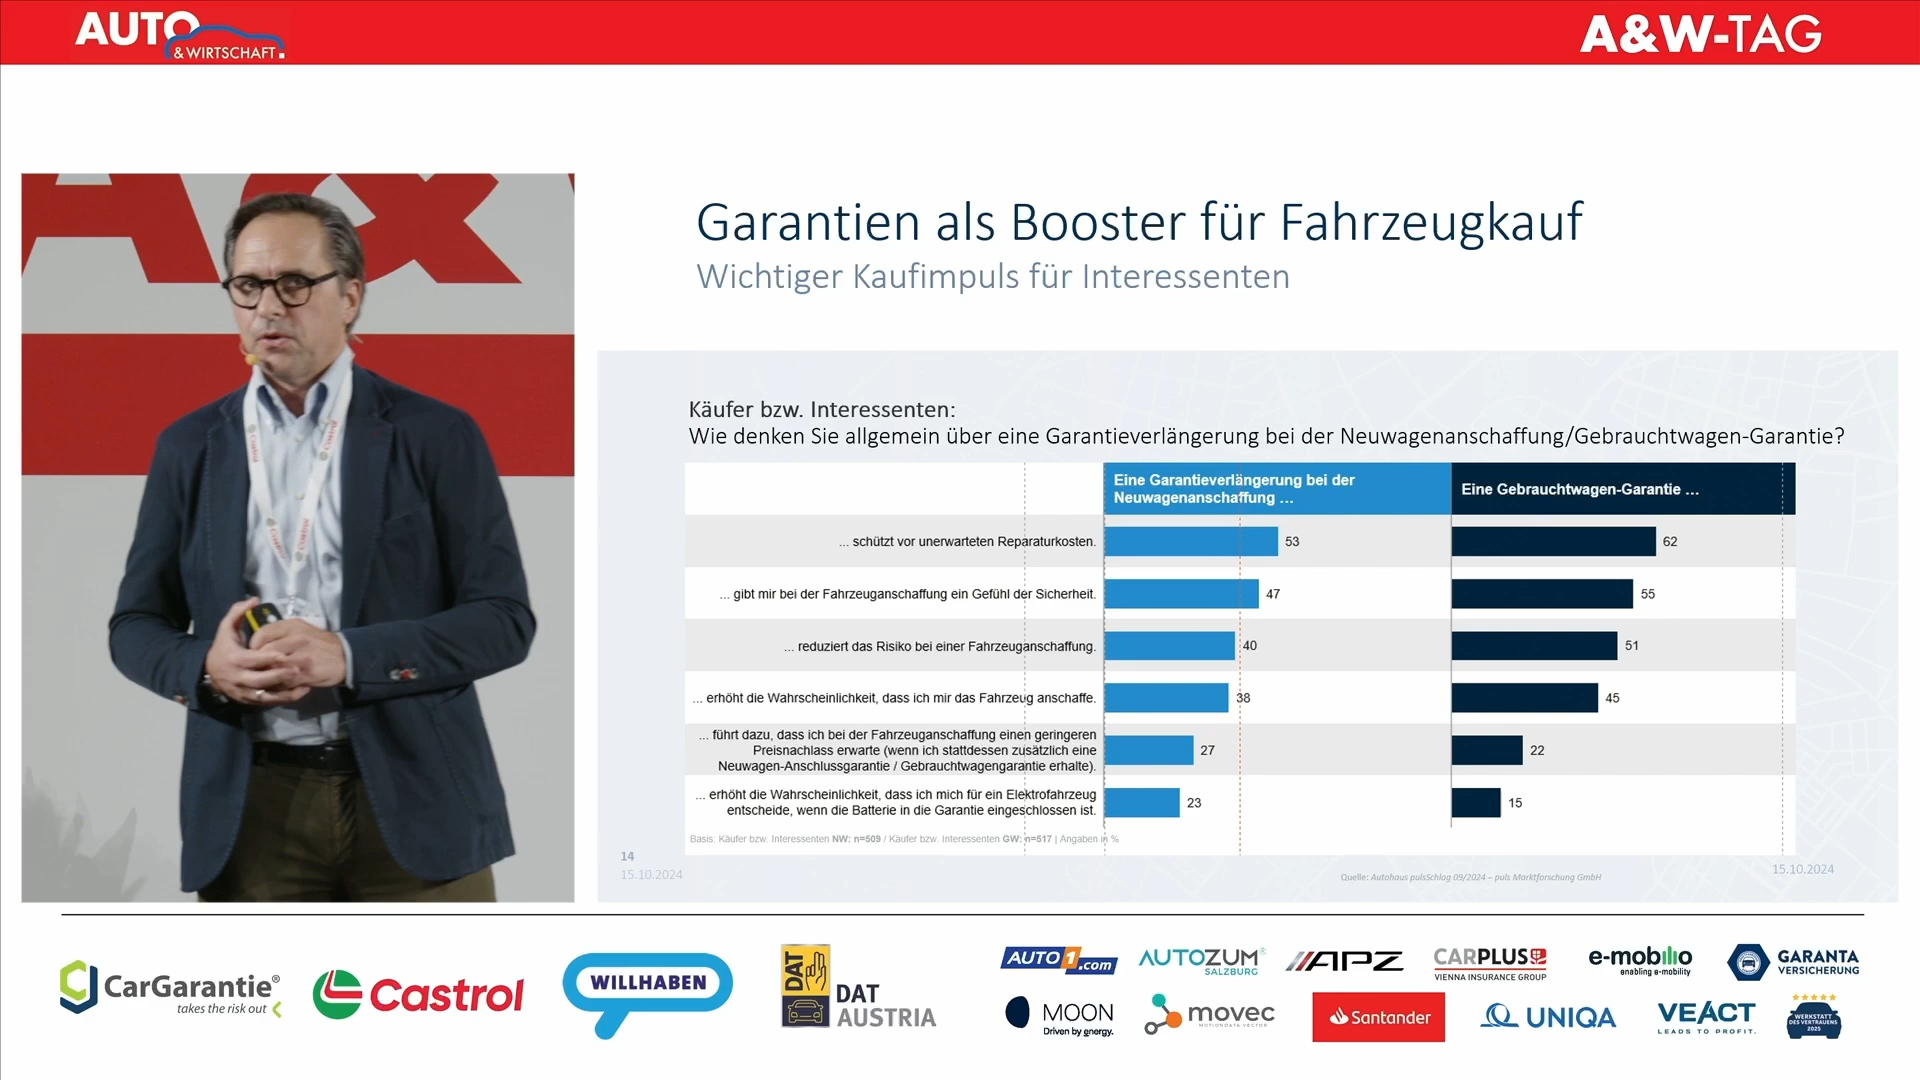 AUTO
& WIRTSCHAFT.
A&W-TAG
Garantien als Booster für Fahrzeugkauf
Wichtiger Kaufimpuls für Interessenten
Käufer bzw. Interessenten:
Wie denken Sie allgemein über eine Garantieverlängerung bei der Neuwagenanschaffung/Gebrauchtwagen-Garantie?
Eine Garantieverlängerung bei der
Neuwagenanschaffung …
Eine Gebrauchtwagen-Garantie …
... schützt vor unerwarteten Reparaturkosten. 53 62
... gibt mir bei der Fahrzeuganschaffung ein Gefühl der Sicherheit. 47 55
... reduziert das Risiko bei einer Fahrzeuganschaffung. 40 51
... erhöht die Wahrscheinlichkeit, dass ich mir das Fahrzeug anschaffe. 38 45
... führt dazu, dass ich bei der Fahrzeuganschaffung einen geringeren
Preisnachlass erwarte (wenn ich stattdessen zusätzlich eine 27 22
Neuwagen-Anschlussgarantie / Gebrauchtwagengarantie erhalte).
... erhöht die Wahrscheinlichkeit, dass ich mich für ein Elektrofahrzeug
entscheide, wenn die Batterie in die Garantie eingeschlossen ist. 23 15
Basis: Käufer bzw. Interessenten NW: n=509 / Käufer bzw. Interessenten GW: n=517 | Angaben in %
14
15.10.2024
Quelle: Autohaus pulsSchlag 09/2024 – puls Marktforschung GmbH
15.10.2024
CarGarantie®
takes the risk out
Castrol
WILLHABEN
DAT
DAT
AUSTRIA
AUTO1.com
AUTOZUM®
SALZBURG
APZ
CARPLUS
VIENNA INSURANCE GROUP
e-mobilio
enabling e-mobility
GARANTA
VERSICHERUNG
MOON
Driven by energy.
movec
MOTIONDATA VECTOR
Santander
UNIQA
VEACT
LEADS TO PROFIT.
WERKSTATT
DES VERTRAUENS
2025